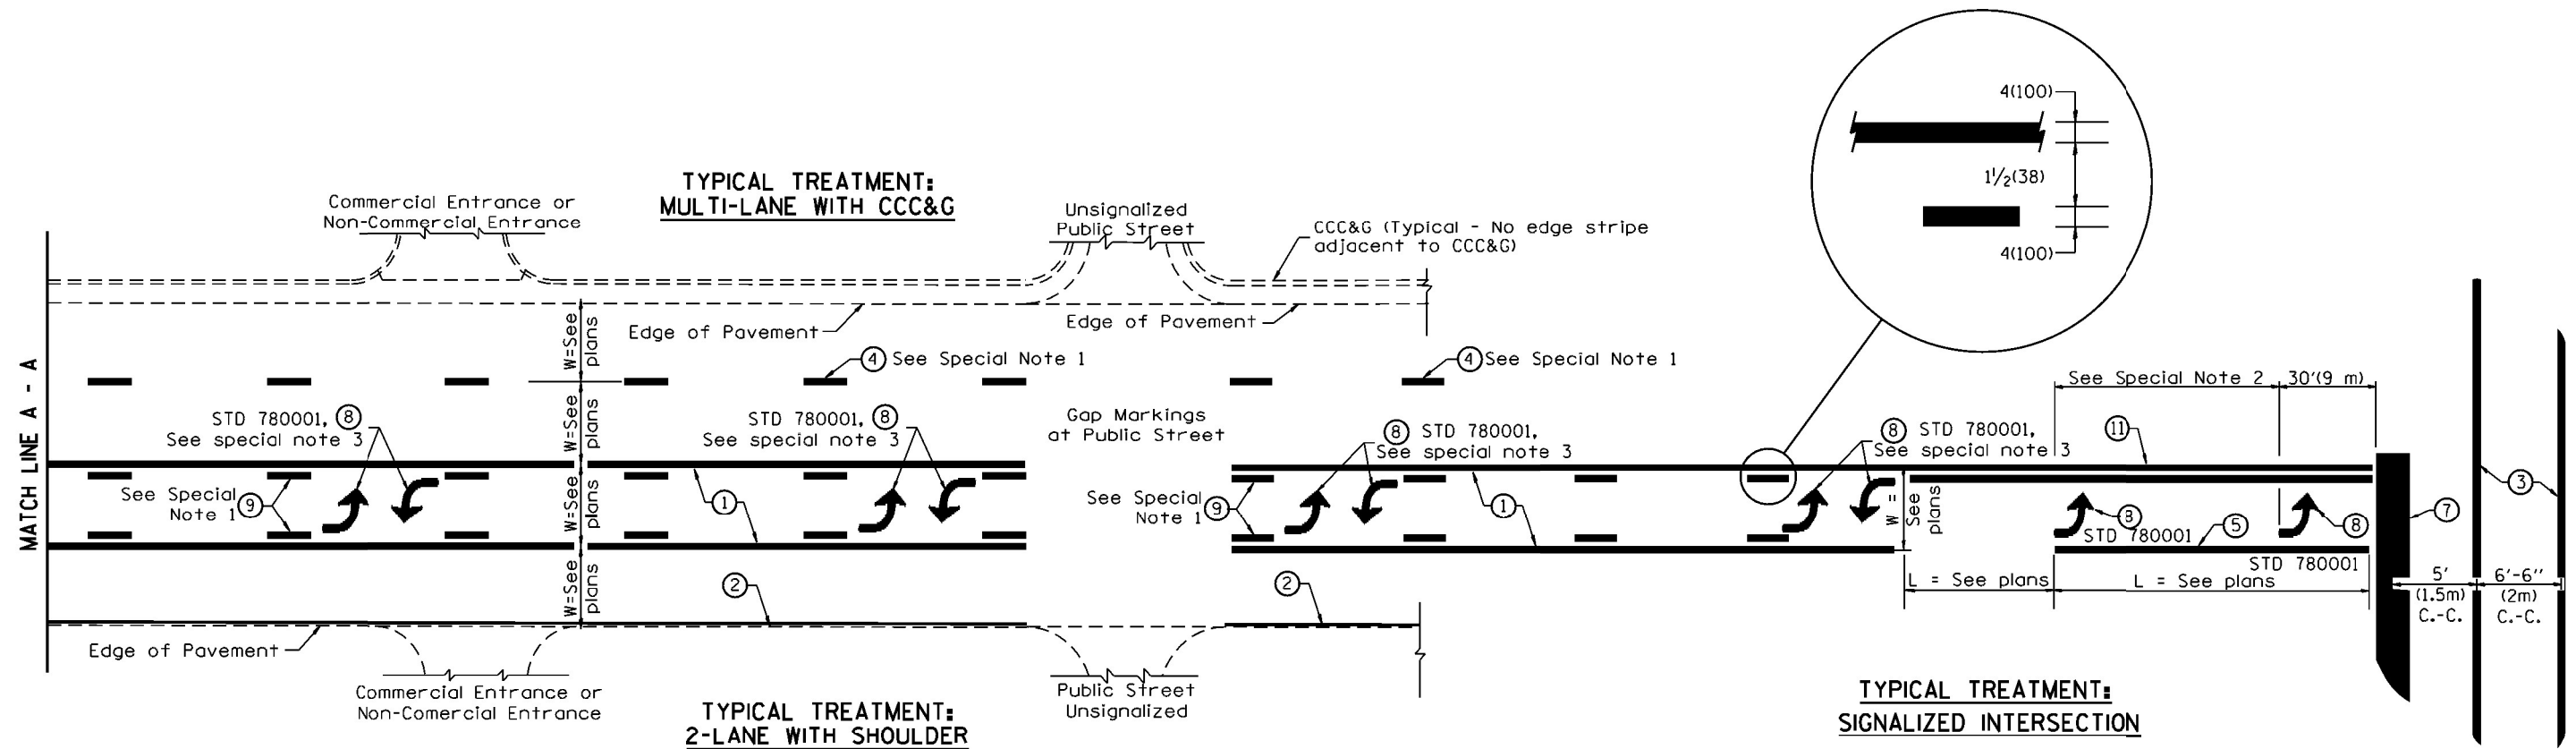 TYPICAL TREATMENT:
MULTI-LANE WITH CCC&G
Commercial Entrance or
Non-Commercial Entrance
Unsignalized
Public Street
CCC&G (Typical - No edge stripe
adjacent to CCC&G)
4(100)
1½(38)
4(100)
Edge of Pavement
Edge of Pavement
MATCH LINE A - A
W=See
plans
W=See
plans
W=See
plans
W=See
plans
4 See Special Note 1
4 See Special Note 1
STD 780001, 8
See special note 3
STD 780001, 8
See special note 3
Gap Markings
at Public Street
8 STD 780001,
See special note 3
8 STD 780001,
See special note 3
See Special Note 2
30'(9 m)
11
See Special
Note 1 9
1
See Special
Note 1 9
1
W =
See
plans
8
STD 780001
5
8
7
3
STD 780001
L = See plans
L = See plans
5'
(1.5m)
C.-C.
6'-6"
(2m)
C.-C.
2
2
Edge of Pavement
Commercial Entrance or
Non-Comercial Entrance
Public Street
Unsignalized
TYPICAL TREATMENT:
2-LANE WITH SHOULDER
TYPICAL TREATMENT:
SIGNALIZED INTERSECTION